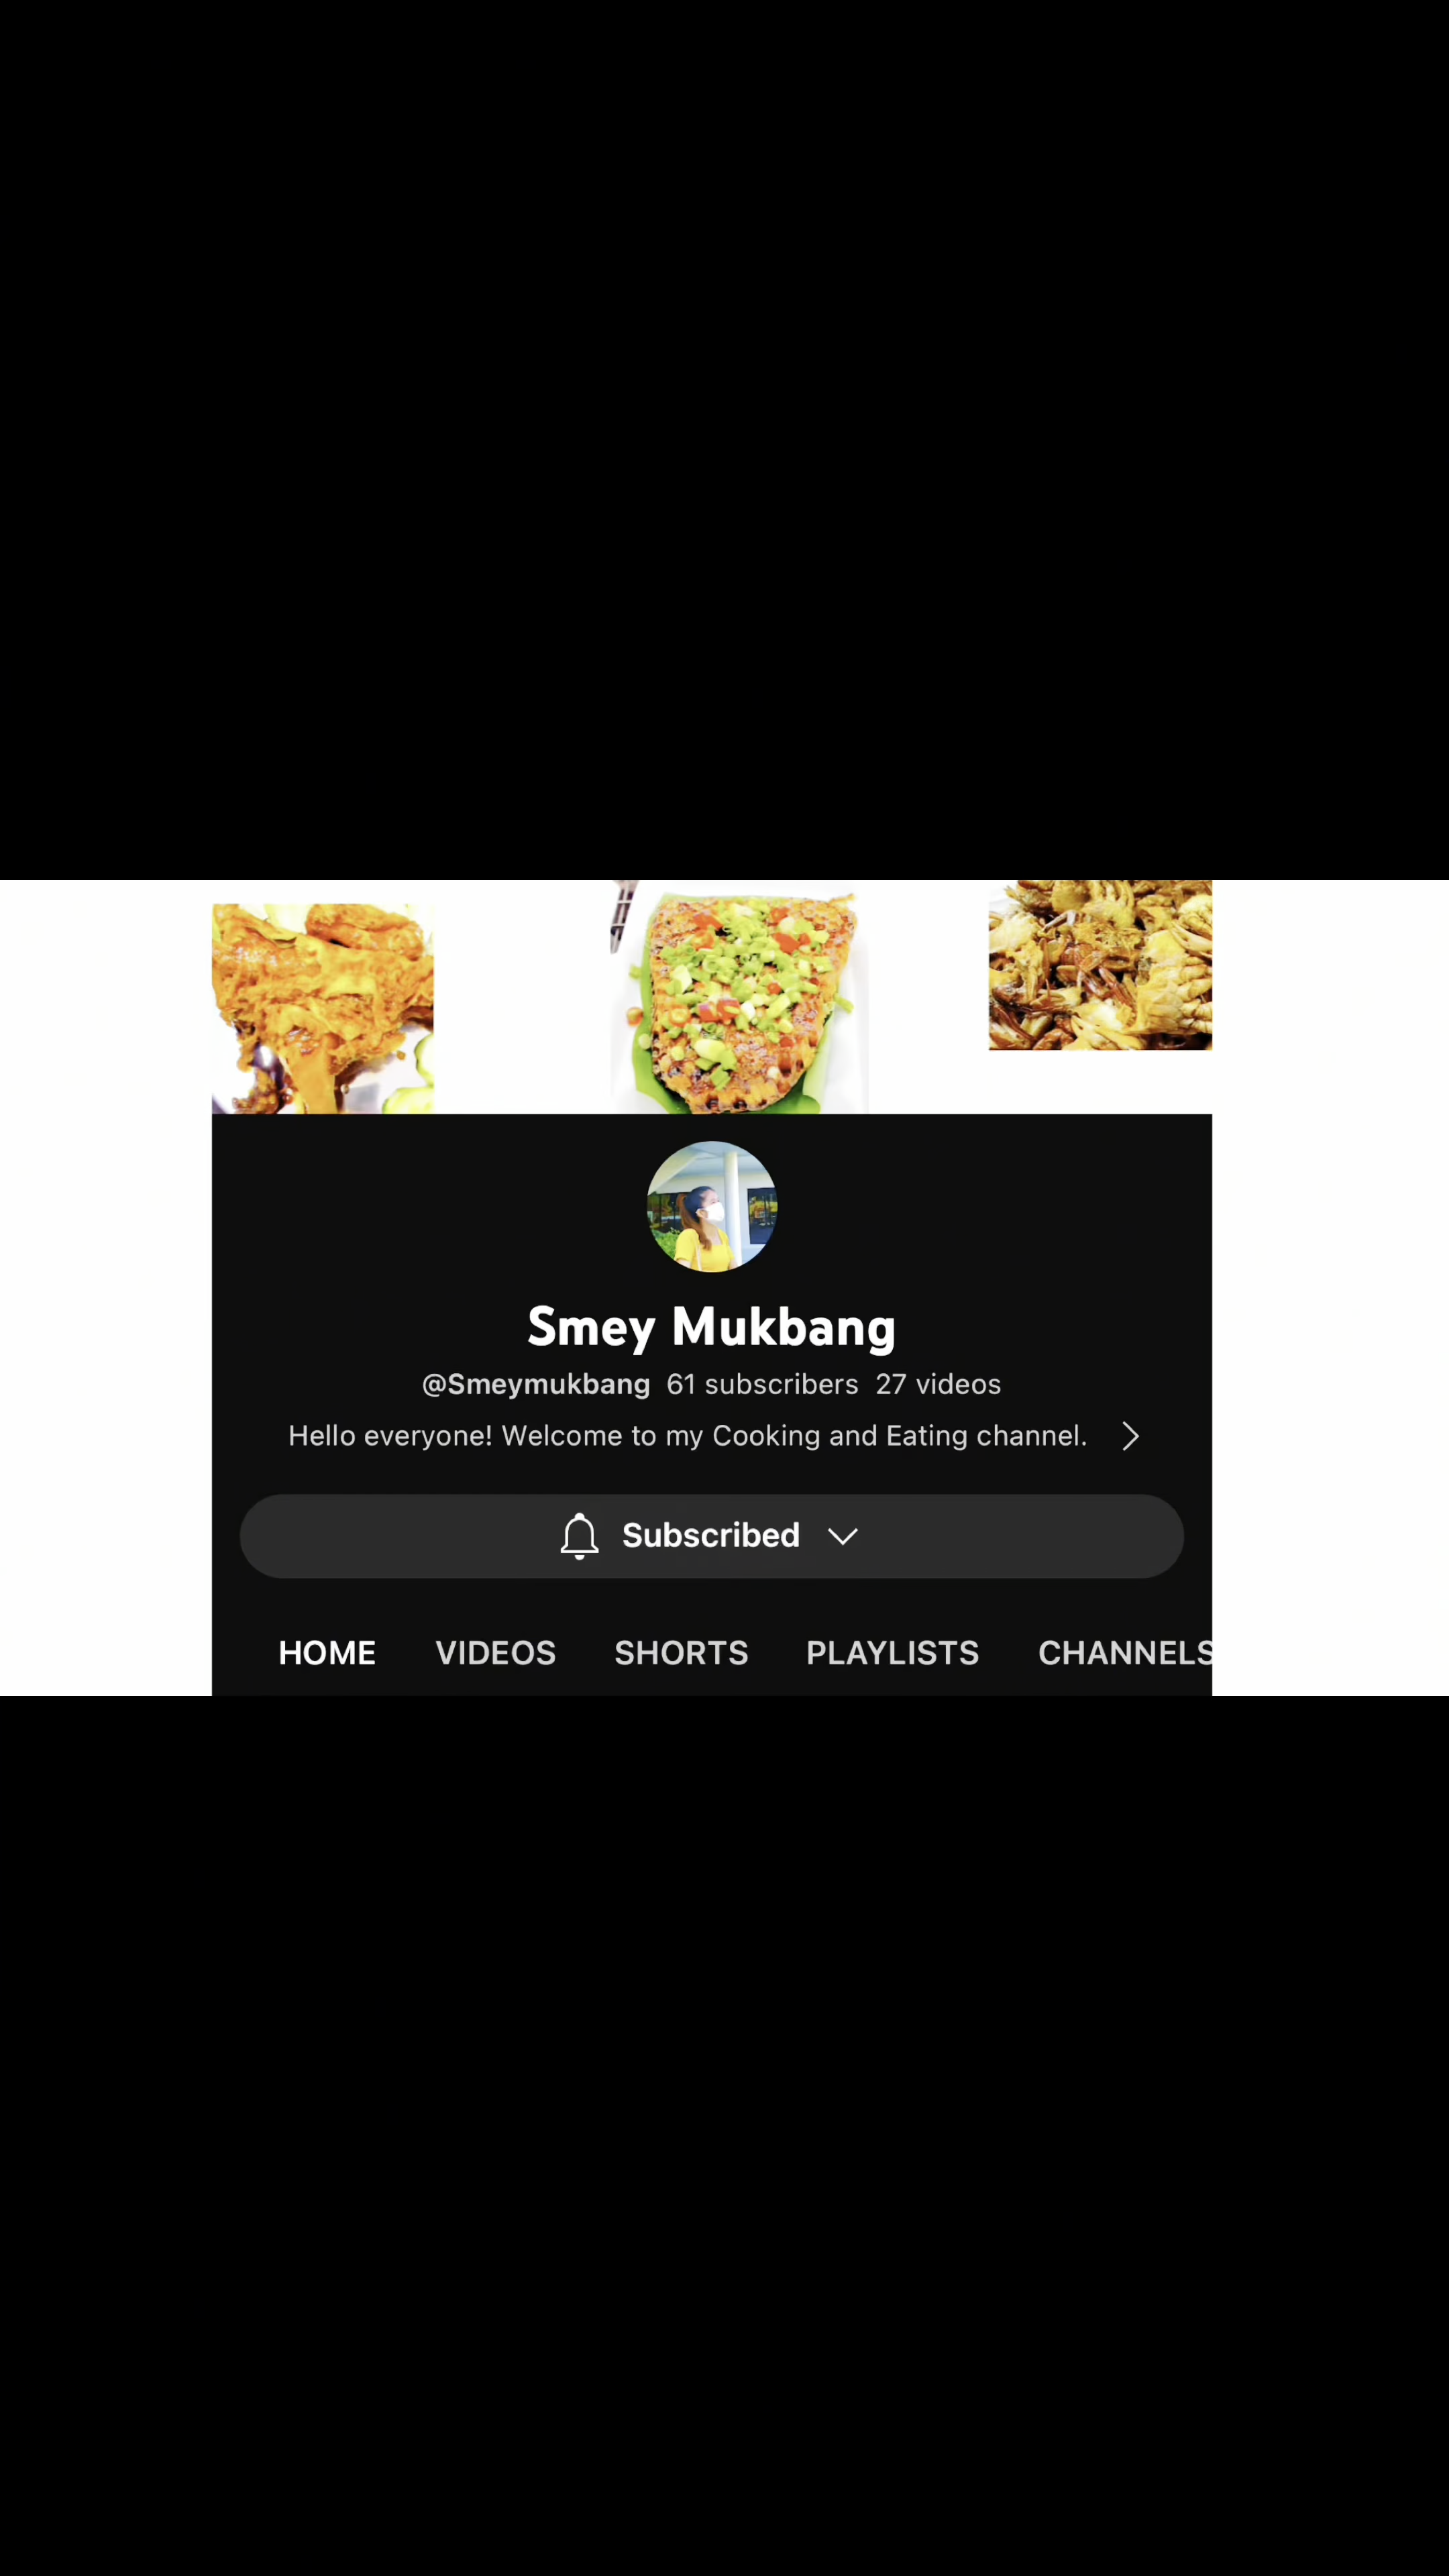 Smey Mukbang
@Smeymukbang 61 subscribers 27 videos
Hello everyone! Welcome to my Cooking and Eating channel.
Subscribed
HOME VIDEOS SHORTS PLAYLISTS CHANNELS